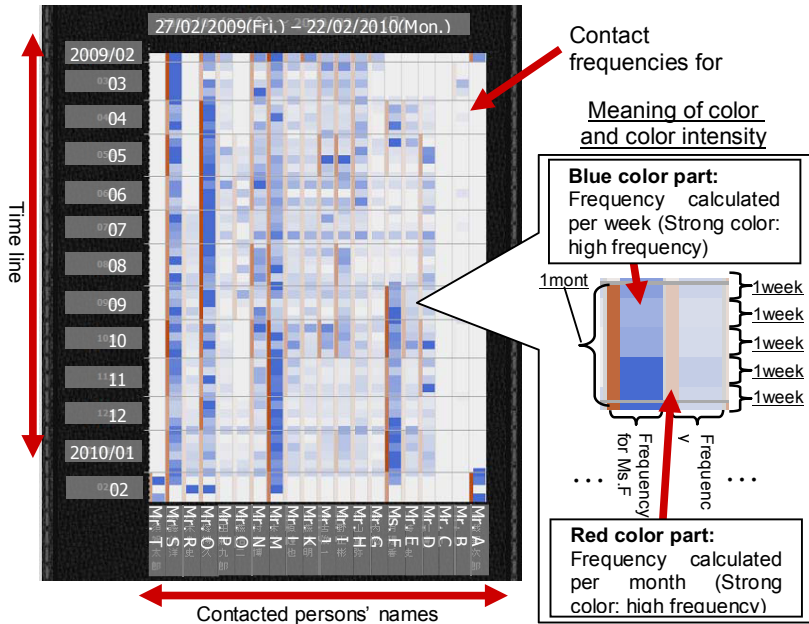 27/02/2009(Fri.) – 22/02/2010(Mon.)
2009/02
03
04
05
06
07
08
09
10
11
12
2010/01
02
Time line
Mr.T
Mr.S
Mr.R
Mr.Q
Mr.P
Mr.O
Mr.N
Mr.M
Mr.L
Mr.K
Mr.J
Mr.I
Mr.H
Mr.G
Ms.F
Mr.E
Mr.D
Mr.C
Mr.B
Mr.A
Contacted persons’ names
Contact
frequencies for
Meaning of color
and color intensity
Blue color part:
Frequency calculated
per week (Strong color:
high frequency)
1mont
1week
1week
1week
1week
1week
Frequency
for Ms.F
Frequenc
y
...
...
Red color part:
Frequency calculated
per month (Strong
color: high frequency)